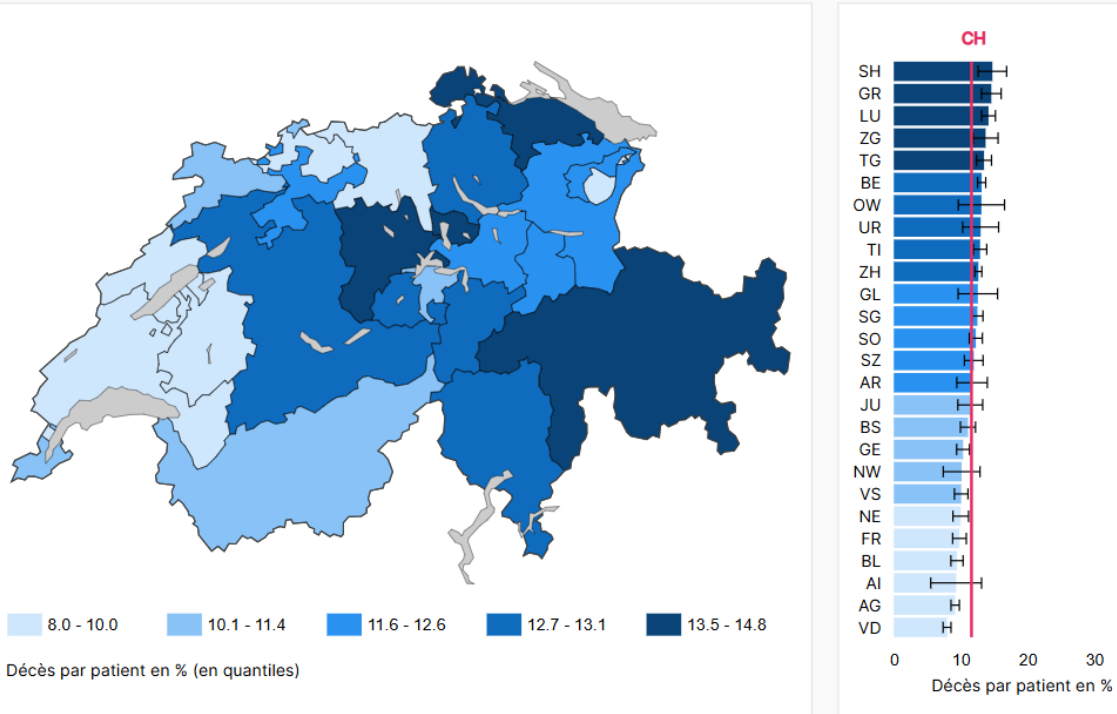 8.0 - 10.0
10.1 - 11.4
11.6 - 12.6
12.7 - 13.1
13.5 - 14.8
Décès par patient en % (en quantiles)
CH
SH
GR
LU
ZG
TG
BE
OW
UR
TI
ZH
GL
SG
SO
SZ
AR
JU
BS
GE
NW
VS
NE
FR
BL
AI
AG
VD
0 10 20 30
Décès par patient en %